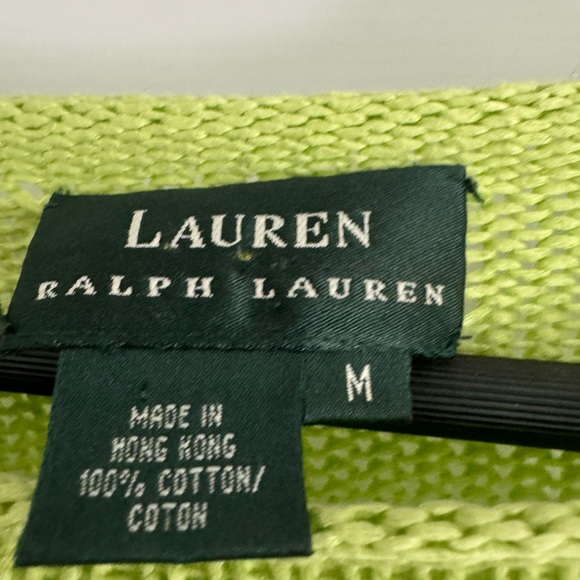 LAUREN
RALPH LAUREN
M
MADE IN
HONG KONG
100% COTTON/
COTON